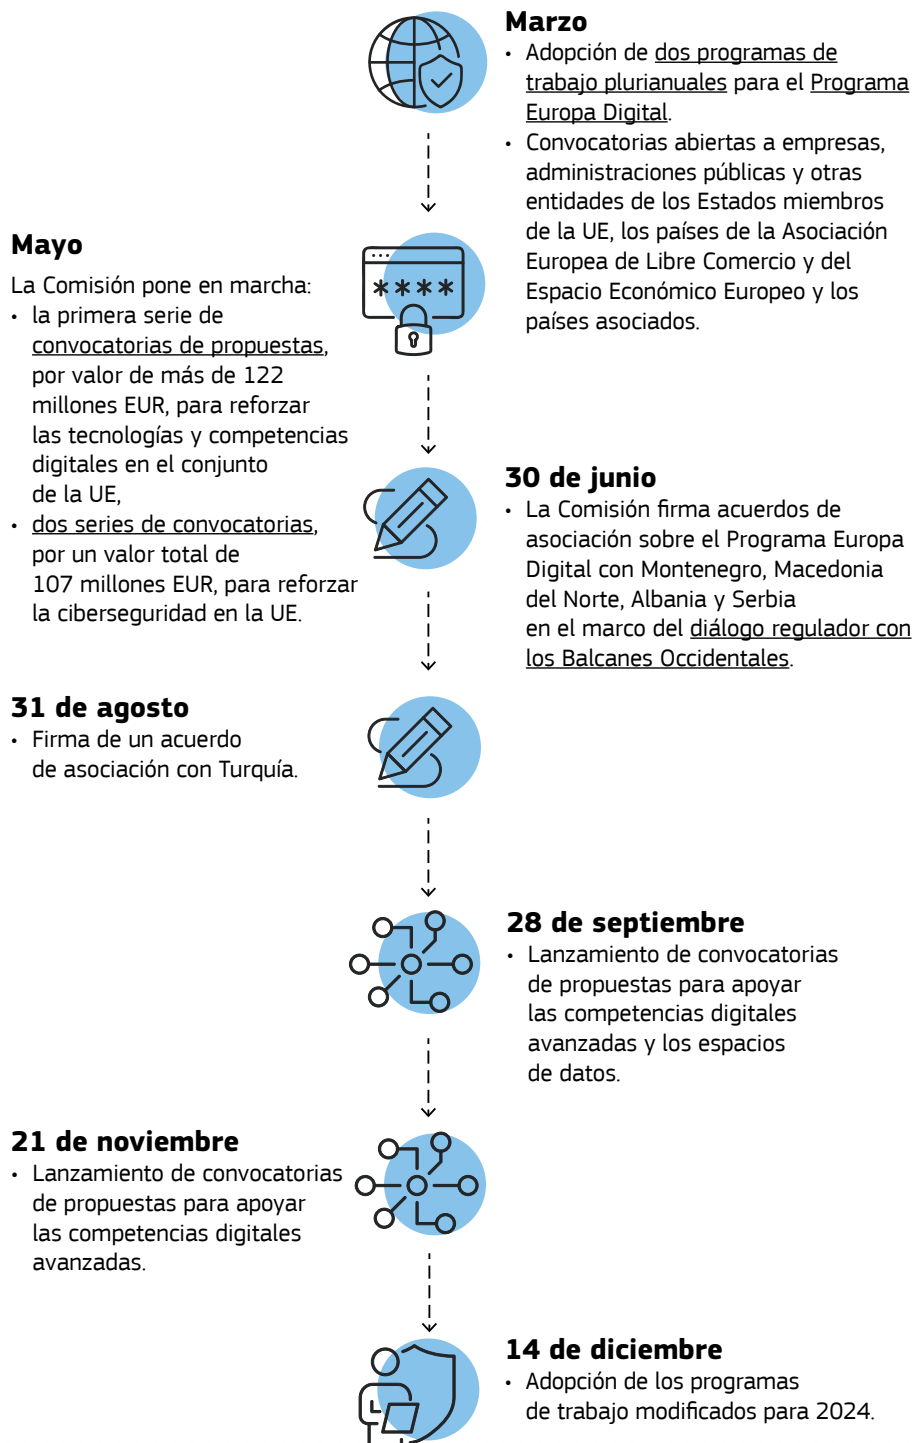 Marzo
• Adopción de dos programas de
trabajo plurianuales para el Programa
Europa Digital.
• Convocatorias abiertas a empresas,
administraciones públicas y otras
entidades de los Estados miembros
de la UE, los países de la Asociación
Europea de Libre Comercio y del
Espacio Económico Europeo y los
países asociados.
Mayo
La Comisión pone en marcha:
• la primera serie de
convocatorias de propuestas,
por valor de más de 122
millones EUR, para reforzar
las tecnologías y competencias
digitales en el conjunto
de la UE,
• dos series de convocatorias,
por un valor total de
107 millones EUR, para reforzar
la ciberseguridad en la UE.
****
30 de junio
• La Comisión firma acuerdos de
asociación sobre el Programa Europa
Digital con Montenegro, Macedonia
del Norte, Albania y Serbia
en el marco del diálogo regulador con
los Balcanes Occidentales.
31 de agosto
• Firma de un acuerdo
de asociación con Turquía.
28 de septiembre
• Lanzamiento de convocatorias
de propuestas para apoyar
las competencias digitales
avanzadas y los espacios
de datos.
21 de noviembre
• Lanzamiento de convocatorias
de propuestas para apoyar
las competencias digitales
avanzadas.
14 de diciembre
• Adopción de los programas
de trabajo modificados para 2024.